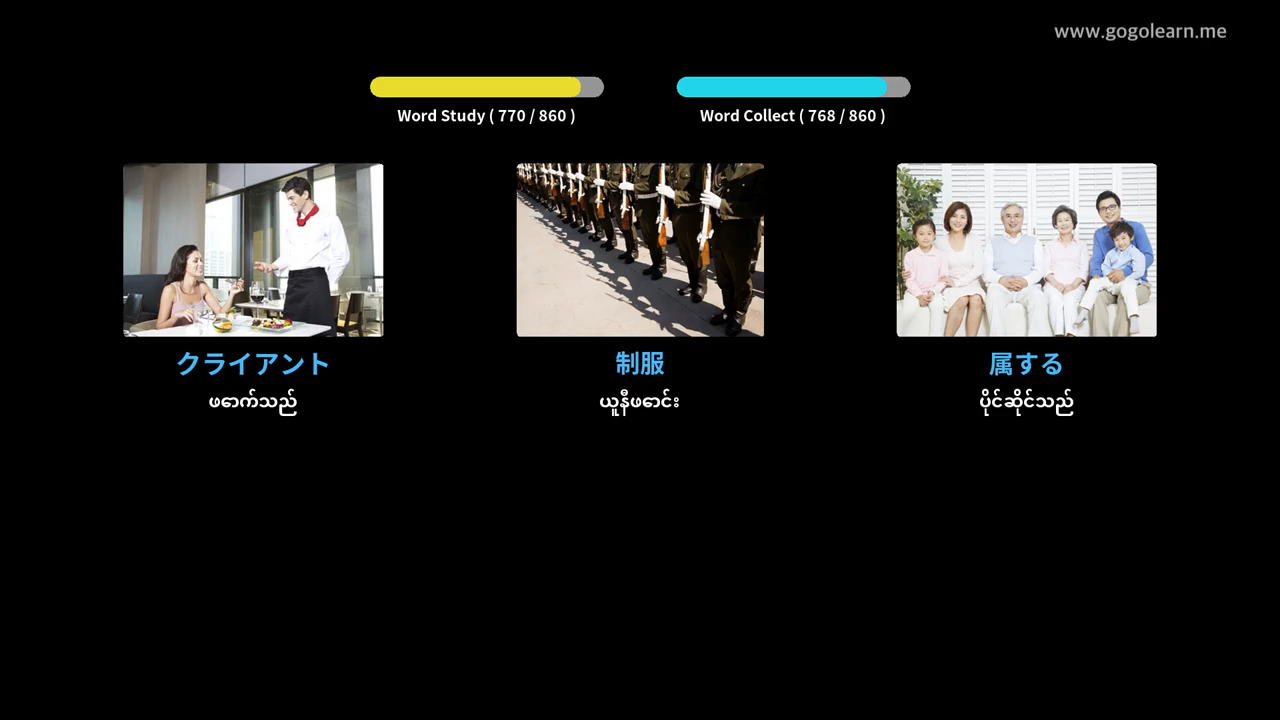 www.gogolearn.me
Word Study ( 770 / 860 )
Word Collect ( 768 / 860 )
クライアント
制服
属する
ဖောက်သည်
ယူနီဖောင်း
ပိုင်ဆိုင်သည်